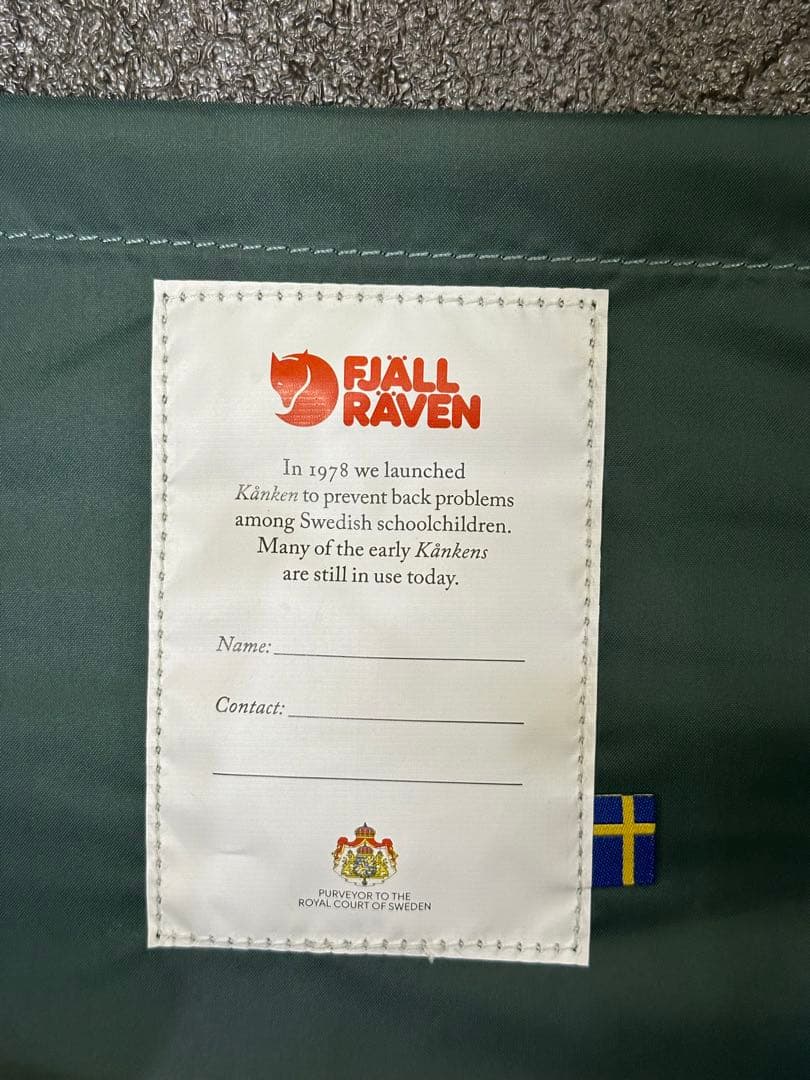 FJÄLL
RÄVEN
In 1978 we launched
Kånken to prevent back problems
among Swedish schoolchildren.
Many of the early Kånkens
are still in use today.
Name:
Contact:
PURVEYOR TO THE
ROYAL COURT OF SWEDEN